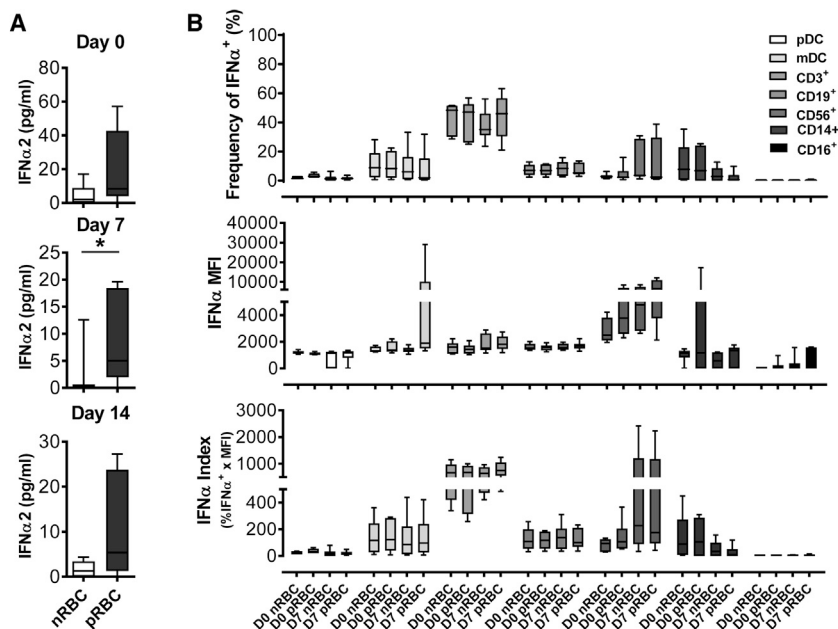 A
Day 0
IFNα2 (pg/ml)
80
60
40
20
0
Day 7
*
IFNα2 (pg/ml)
25
20
15
10
5
0
Day 14
IFNα2 (pg/ml)
30
20
10
0
nRBC
pRBC
B
Frequency of IFNα⁺ (%)
100
80
60
40
20
0
pDC
mDC
CD3⁺
CD19⁺
CD56⁺
CD14+
CD16⁺
IFNα MFI
40000
30000
20000
10000
4000
2000
0
IFNα Index
(%IFNα⁺ x MFI)
3000
2000
1000
400
200
0
D0 nRBC
D0 pRBC
D7 nRBC
D7 pRBC
D0 nRBC
D0 pRBC
D7 nRBC
D7 pRBC
D0 nRBC
D0 pRBC
D7 nRBC
D7 pRBC
D0 nRBC
D0 pRBC
D7 nRBC
D7 pRBC
D0 nRBC
D0 pRBC
D7 nRBC
D7 pRBC
D0 nRBC
D0 pRBC
D7 nRBC
D7 pRBC
D0 nRBC
D0 pRBC
D7 nRBC
D7 pRBC